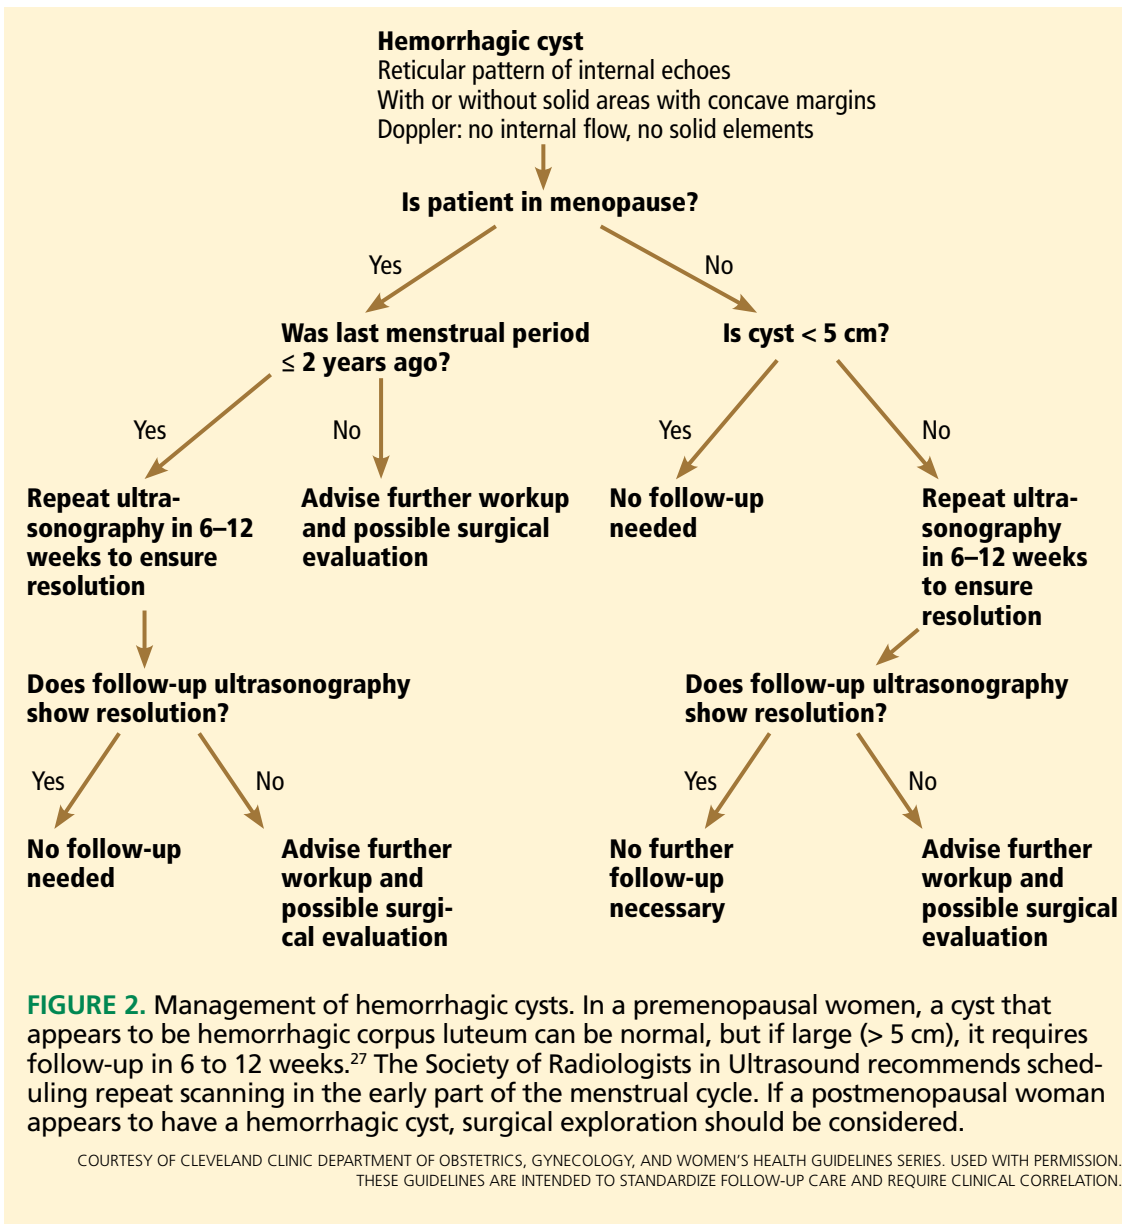 Hemorrhagic cyst
Reticular pattern of internal echoes
With or without solid areas with concave margins
Doppler: no internal flow, no solid elements
Is patient in menopause?
Yes
No
Was last menstrual period
≤ 2 years ago?
Is cyst < 5 cm?
Yes
No
Yes
No
Repeat ultra-
sonography in 6–12
weeks to ensure
resolution
Advise further workup
and possible surgical
evaluation
No follow-up
needed
Repeat ultra-
sonography
in 6–12 weeks
to ensure
resolution
Does follow-up ultrasonography
show resolution?
Does follow-up ultrasonography
show resolution?
Yes
No
Yes
No
No follow-up
needed
Advise further
workup and
possible surgi-
cal evaluation
No further
follow-up
necessary
Advise further
workup and
possible surgical
evaluation
FIGURE 2. Management of hemorrhagic cysts. In a premenopausal women, a cyst that
appears to be hemorrhagic corpus luteum can be normal, but if large (> 5 cm), it requires
follow-up in 6 to 12 weeks.²⁷ The Society of Radiologists in Ultrasound recommends sched-
uling repeat scanning in the early part of the menstrual cycle. If a postmenopausal woman
appears to have a hemorrhagic cyst, surgical exploration should be considered.
COURTESY OF CLEVELAND CLINIC DEPARTMENT OF OBSTETRICS, GYNECOLOGY, AND WOMEN'S HEALTH GUIDELINES SERIES. USED WITH PERMISSION.
THESE GUIDELINES ARE INTENDED TO STANDARDIZE FOLLOW-UP CARE AND REQUIRE CLINICAL CORRELATION.